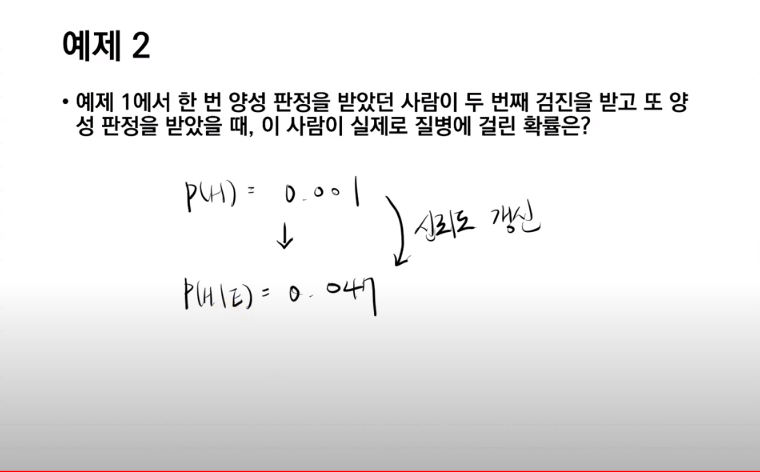 예제 2
• 예제 1에서 한 번 양성 판정을 받았던 사람이 두 번째 검진을 받고 또 양
성 판정을 받았을 때, 이 사람이 실제로 질병에 걸린 확률은?
P(H) = 0.001
↓
신뢰도 갱신
P(H|E) = 0.047